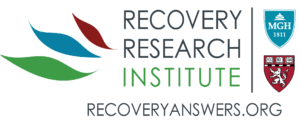 RECOVERY
RESEARCH
INSTITUTE
MGH
1811
RECOVERYANSWERS.ORG